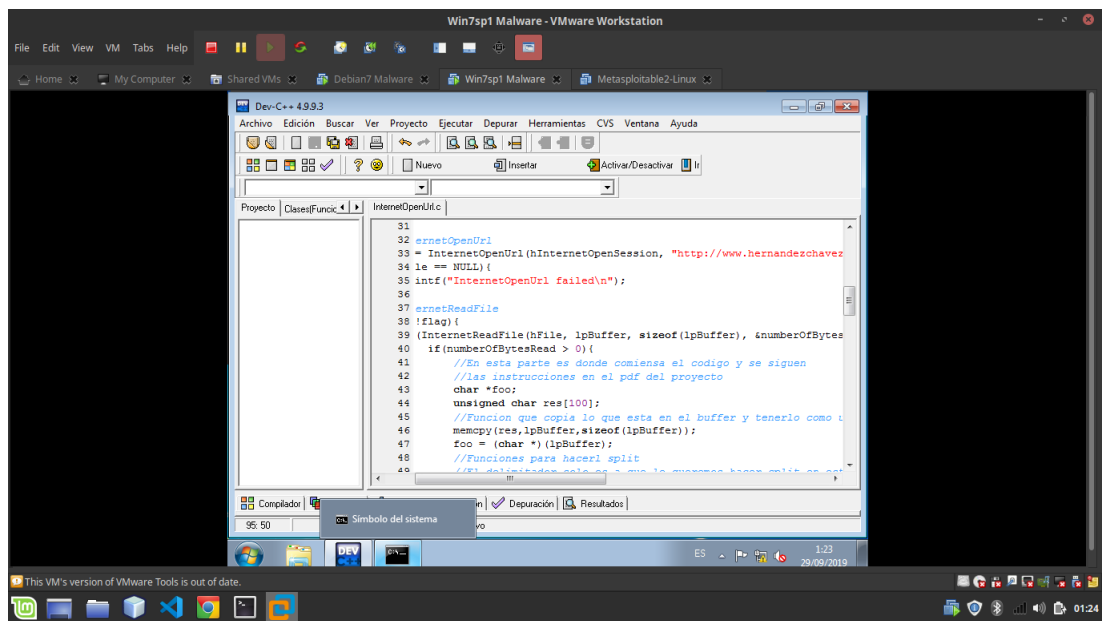 Win7sp1 Malware - VMware Workstation
File Edit View VM Tabs Help
Home My Computer Shared VMs Debian7 Malware Win7sp1 Malware Metasploitable2-Linux
Dev-C++ 4.9.9.3
Archivo Edición Buscar Ver Proyecto Ejecutar Depurar Herramientas CVS Ventana Ayuda
Nuevo Insertar Activar/Desactivar Ir
Proyecto Clases(Funcic InternetOpenUrl.c
31
32 ernetOpenUrl
33 = InternetOpenUrl(hInternetOpenSession, "http://www.hernandezchavez
34 le == NULL){
35 intf("InternetOpenUrl failed\n");
36
37 ernetReadFile
38 !flag){
39 (InternetReadFile(hFile, lpBuffer, sizeof(lpBuffer), &numberOfBytes
40 if(numberOfBytesRead > 0){
41 //En esta parte es donde comiensa el codigo y se siguen
42 //las instrucciones en el pdf del proyecto
43 char *foo;
44 unsigned char res[100];
45 //Funcion que copia lo que esta en el buffer y tenerlo como u
46 memcpy(res,lpBuffer,sizeof(lpBuffer));
47 foo = (char *)(lpBuffer);
48 //Funciones para hacerl split
49
Compilador Depuración Resultados
95: 50
Símbolo del sistema
DEV
ES 1:23
29/09/2019
This VM's version of VMware Tools is out of date.
01:24